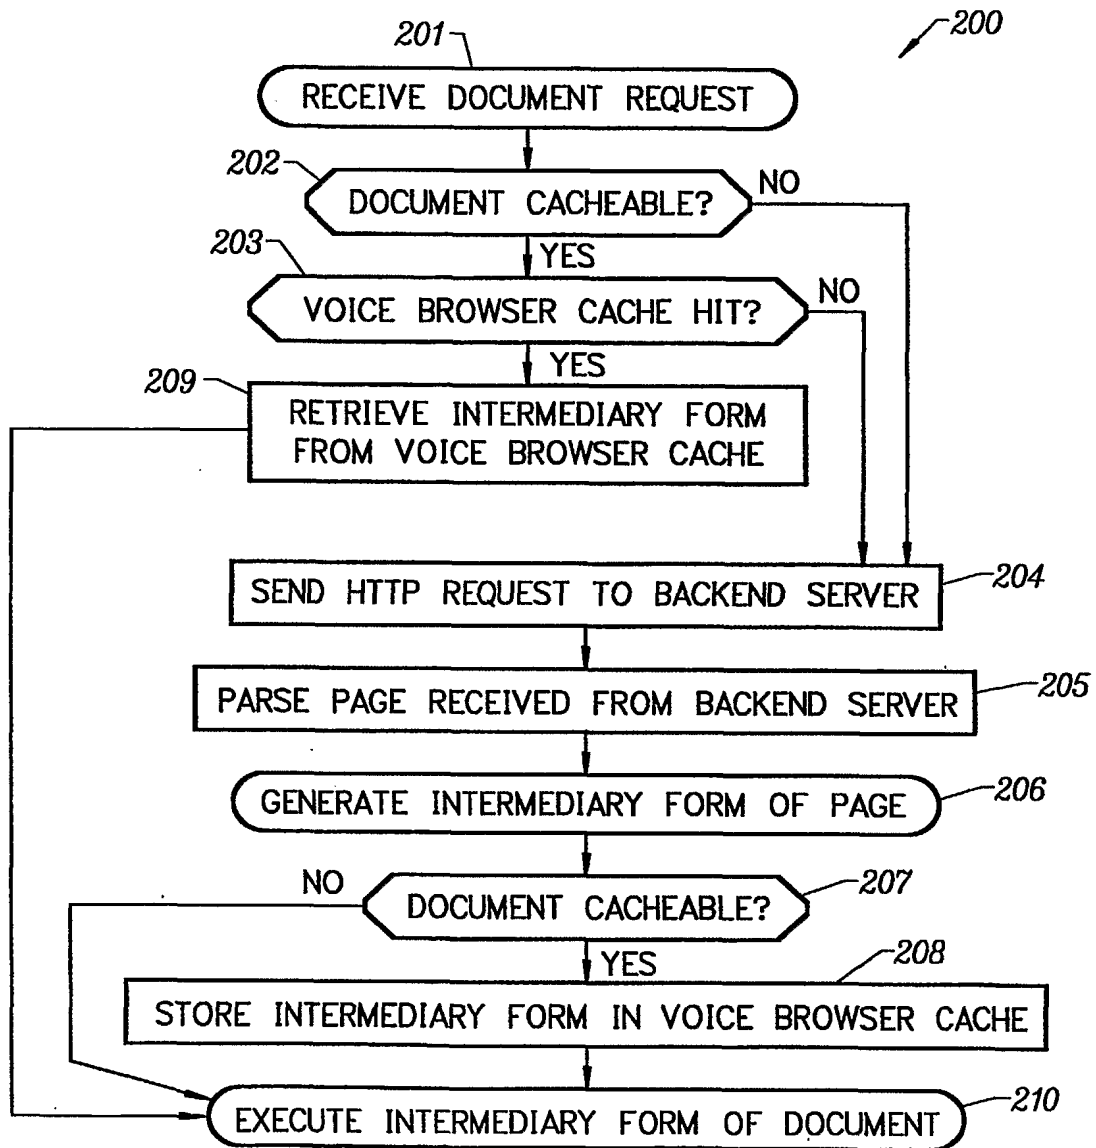 200
201
RECEIVE DOCUMENT REQUEST
202
DOCUMENT CACHEABLE?
NO
YES
203
VOICE BROWSER CACHE HIT?
NO
YES
209
RETRIEVE INTERMEDIARY FORM
FROM VOICE BROWSER CACHE
SEND HTTP REQUEST TO BACKEND SERVER
204
PARSE PAGE RECEIVED FROM BACKEND SERVER
205
GENERATE INTERMEDIARY FORM OF PAGE
206
NO
DOCUMENT CACHEABLE?
207
YES
208
STORE INTERMEDIARY FORM IN VOICE BROWSER CACHE
EXECUTE INTERMEDIARY FORM OF DOCUMENT
210